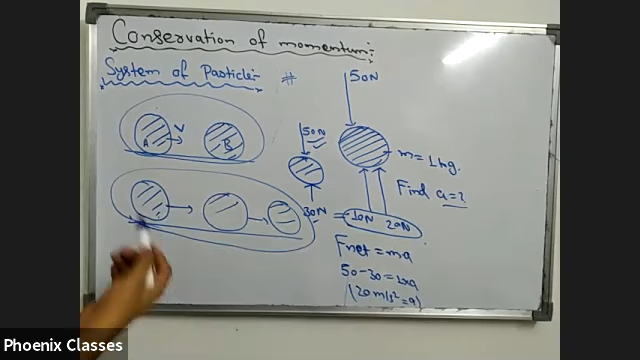 Conservation of momentum:-
System of Particle:-
#
50N
A
V
B
50N
m = 1kg.
Find a = ?
30N = 10N 20N
Fnet = ma
50-30 = 1xa
(20m/s² = a)
Phoenix Classes